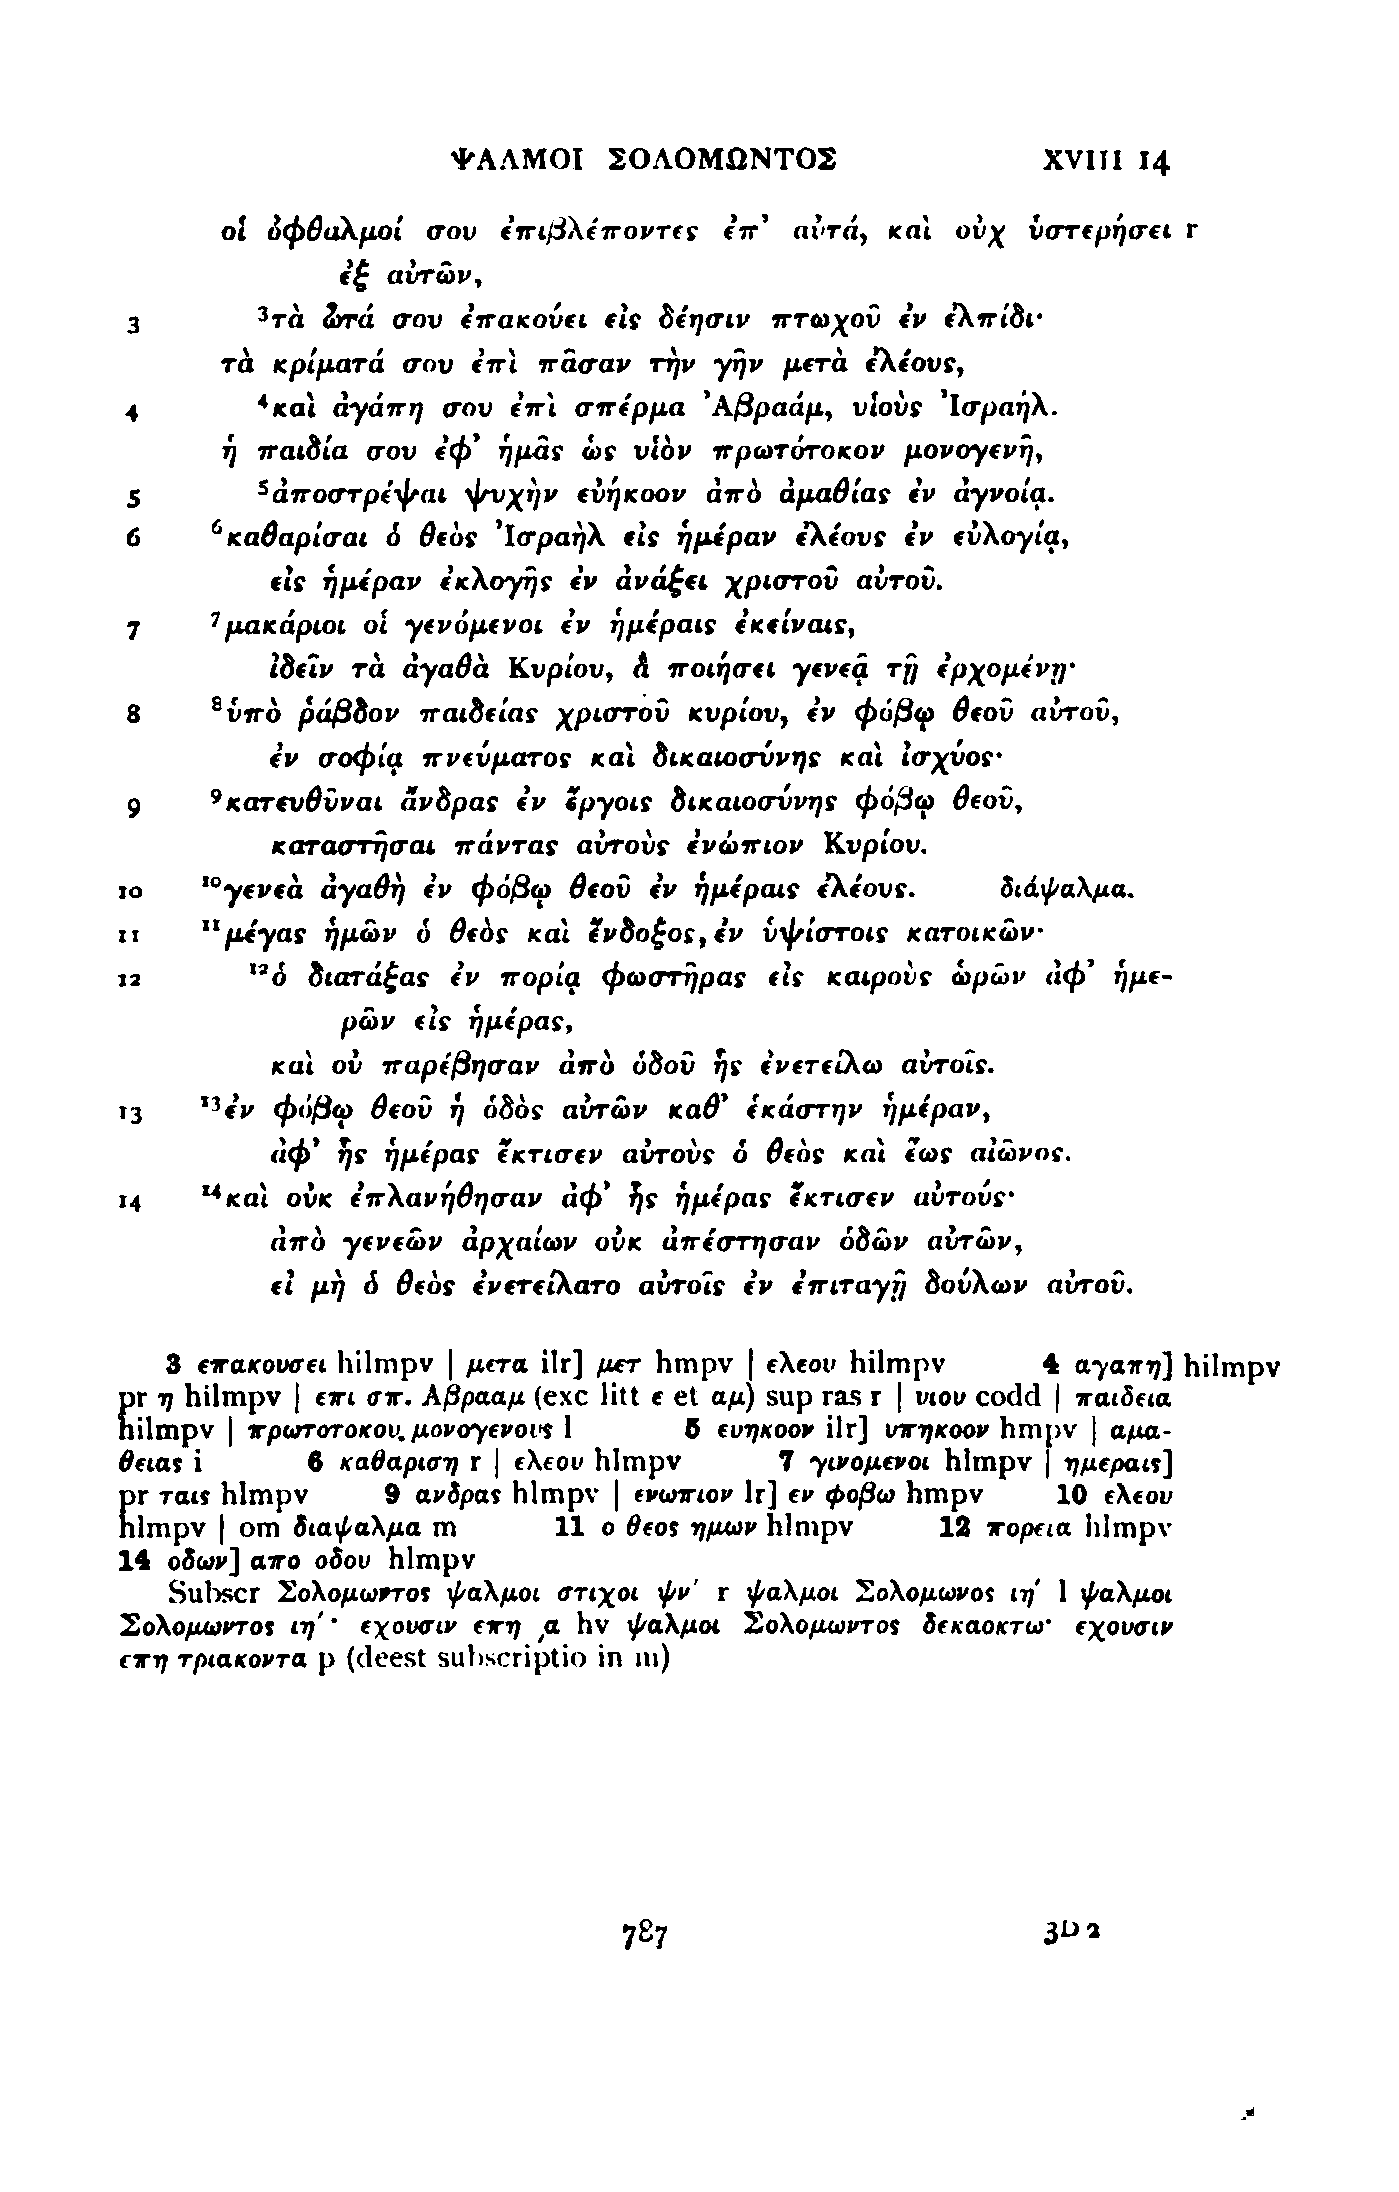 ΨΑΛΜΟΙ ΣΟΛΟΜΩΝΤΟΣ XVIII 14
οἱ ὀφθαλμοί σου ἐπιβλέποντες ἐπ’ αὐτά, καὶ οὐχ ὑστερήσει r
ἐξ αὐτῶν,
3 ³τὰ ὦτά σου ἐπακούει εἰς δέησιν πτωχοῦ ἐν ἐλπίδι·
τὰ κρίματά σου ἐπὶ πᾶσαν τὴν γῆν μετὰ ἐλέους,
4 ⁴καὶ ἀγάπη σου ἐπὶ σπέρμα Ἀβραάμ, υἱοὺς Ἰσραήλ.
ἡ παιδία σου ἐφ’ ἡμᾶς ὡς υἱὸν πρωτότοκον μονογενῆ,
5 ⁵ἀποστρέψαι ψυχὴν εὐήκοον ἀπὸ ἀμαθίας ἐν ἀγνοίᾳ.
6 ⁶καθαρίσαι ὁ θεὸς Ἰσραὴλ εἰς ἡμέραν ἐλέους ἐν εὐλογίᾳ,
εἰς ἡμέραν ἐκλογῆς ἐν ἀνάξει χριστοῦ αὐτοῦ.
7 ⁷μακάριοι οἱ γενόμενοι ἐν ἡμέραις ἐκείναις,
ἰδεῖν τὰ ἀγαθὰ Κυρίου, ἃ ποιήσει γενεᾷ τῇ ἐρχομένῃ·
8 ⁸ὑπὸ ῥάβδον παιδείας χριστοῦ κυρίου, ἐν φόβῳ θεοῦ αὐτοῦ,
ἐν σοφίᾳ πνεύματος καὶ δικαιοσύνης καὶ ἰσχύος·
9 ⁹κατευθῦναι ἄνδρας ἐν ἔργοις δικαιοσύνης φόβῳ θεοῦ,
καταστῆσαι πάντας αὐτοὺς ἐνώπιον Κυρίου.
10 ¹⁰γενεὰ ἀγαθὴ ἐν φόβῳ θεοῦ ἐν ἡμέραις ἐλέους. διάψαλμα.
11 ¹¹μέγας ἡμῶν ὁ θεὸς καὶ ἔνδοξος, ἐν ὑψίστοις κατοικῶν·
12 ¹²ὁ διατάξας ἐν πορίᾳ φωστῆρας εἰς καιροὺς ὡρῶν ἀφ’ ἡμε-
ρῶν εἰς ἡμέρας,
καὶ οὐ παρέβησαν ἀπὸ ὁδοῦ ἧς ἐνετείλω αὐτοῖς.
13 ¹³ἐν φόβῳ θεοῦ ἡ ὁδὸς αὐτῶν καθ’ ἑκάστην ἡμέραν,
ἀφ’ ἧς ἡμέρας ἔκτισεν αὐτοὺς ὁ θεὸς καὶ ἕως αἰῶνος.
14 ¹⁴καὶ οὐκ ἐπλανήθησαν ἀφ’ ἧς ἡμέρας ἔκτισεν αὐτούς·
ἀπὸ γενεῶν ἀρχαίων οὐκ ἀπέστησαν ὁδῶν αὐτῶν,
εἰ μὴ ὁ θεὸς ἐνετείλατο αὐτοῖς ἐν ἐπιταγῇ δούλων αὐτοῦ.
3 επακουσει hilmpv | μετα ilr] μετ hmpv | ελεου hilmpv 4 αγαπη] hilmpv
pr η hilmpv | επι σπ. Αβρααμ (exc litt ε et αμ) sup ras r | υιου codd | παιδεια
hilmpv | πρωτοτοκου. μονογενους l 5 ευηκοον ilr] υπηκοον hmpv | αμα-
θειας i 6 καθαριση r | ελεου hlmpv 7 γινομενοι hlmpv | ημεραις]
pr ταις hlmpv 9 ανδρας hlmpv | ενωπιον lr] εν φοβω hmpv 10 ελεου
hlmpv | om διαψαλμα m 11 ο θεος ημων hlmpv 12 πορεια hlmpv
14 οδων] απο οδου hlmpv
Subscr Σολομωντος ψαλμοι στιχοι ψν′ r ψαλμοι Σολομωνος ιη′ l ψαλμοι
Σολομωντος ιη′· εχουσιν επη ͵α hv ψαλμοι Σολομωντος δεκαοκτω· εχουσιν
επη τριακοντα p (deest subscriptio in m)
787 3D2